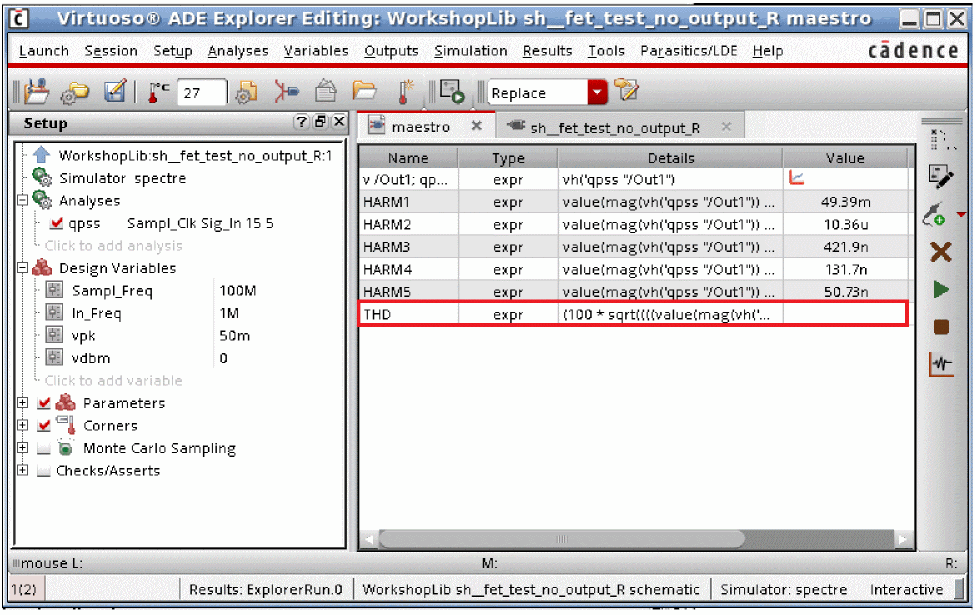 Virtuoso® ADE Explorer Editing: WorkshopLib sh__fet_test_no_output_R maestro
Launch Session Setup Analyses Variables Outputs Simulation Results Tools Parasitics/LDE Help cādence
27 Replace
Setup
maestro sh__fet_test_no_output_R
WorkshopLib:sh__fet_test_no_output_R:1
Simulator spectre
Analyses
qpss Sampl_Clk Sig_In 15 5
Click to add analysis
Design Variables
Sampl_Freq 100M
In_Freq 1M
vpk 50m
vdbm 0
Click to add variable
Parameters
Corners
Monte Carlo Sampling
Checks/Asserts
Name Type Details Value
v /Out1; qp... expr vh('qpss "/Out1")
HARM1 expr value(mag(vh('qpss "/Out1")) ... 49.39m
HARM2 expr value(mag(vh('qpss "/Out1")) ... 10.36u
HARM3 expr value(mag(vh('qpss "/Out1")) ... 421.9n
HARM4 expr value(mag(vh('qpss "/Out1")) ... 131.7n
HARM5 expr value(mag(vh('qpss "/Out1")) ... 50.73n
THD expr (100 * sqrt((((value(mag(vh('...
mouse L: M: R:
1(2) Results: ExplorerRun.0 WorkshopLib sh__fet_test_no_output_R schematic Simulator: spectre Interactive